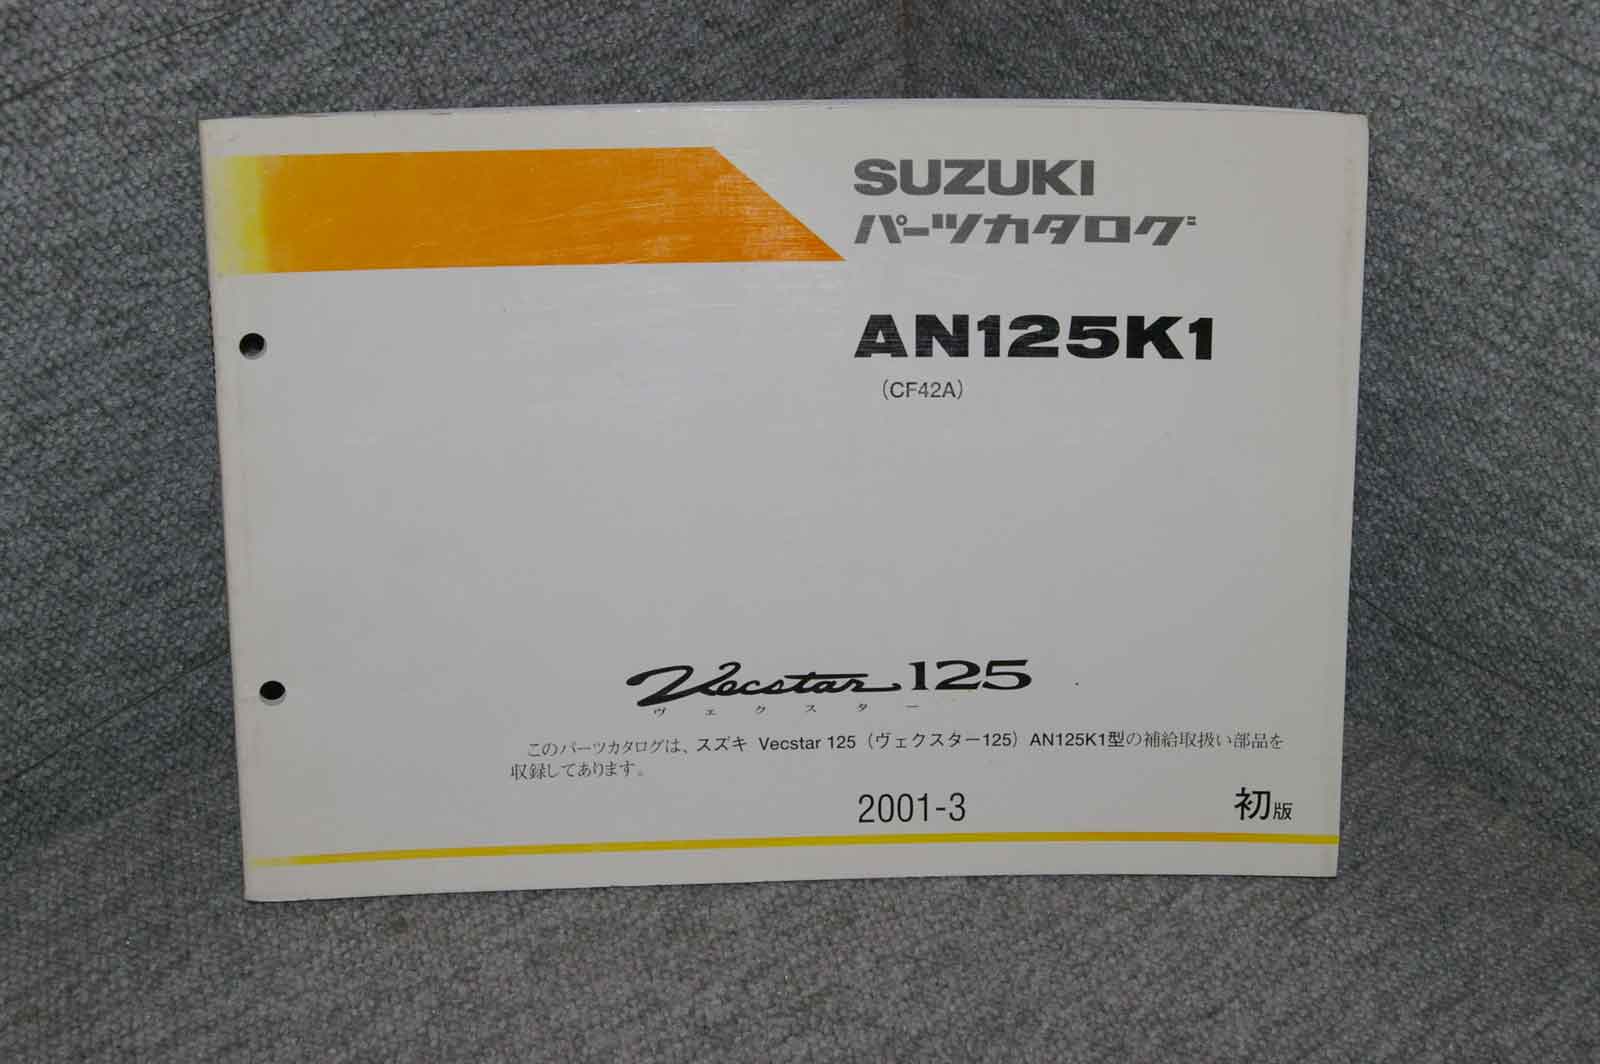 SUZUKI
パーツカタログ
AN125K1
(CF42A)
Vecstar 125
ヴェクスター
このパーツカタログは、スズキ Vecstar 125（ヴェクスター125）AN125K1型の補給取扱い部品を
収録してあります。
2001-3 初版